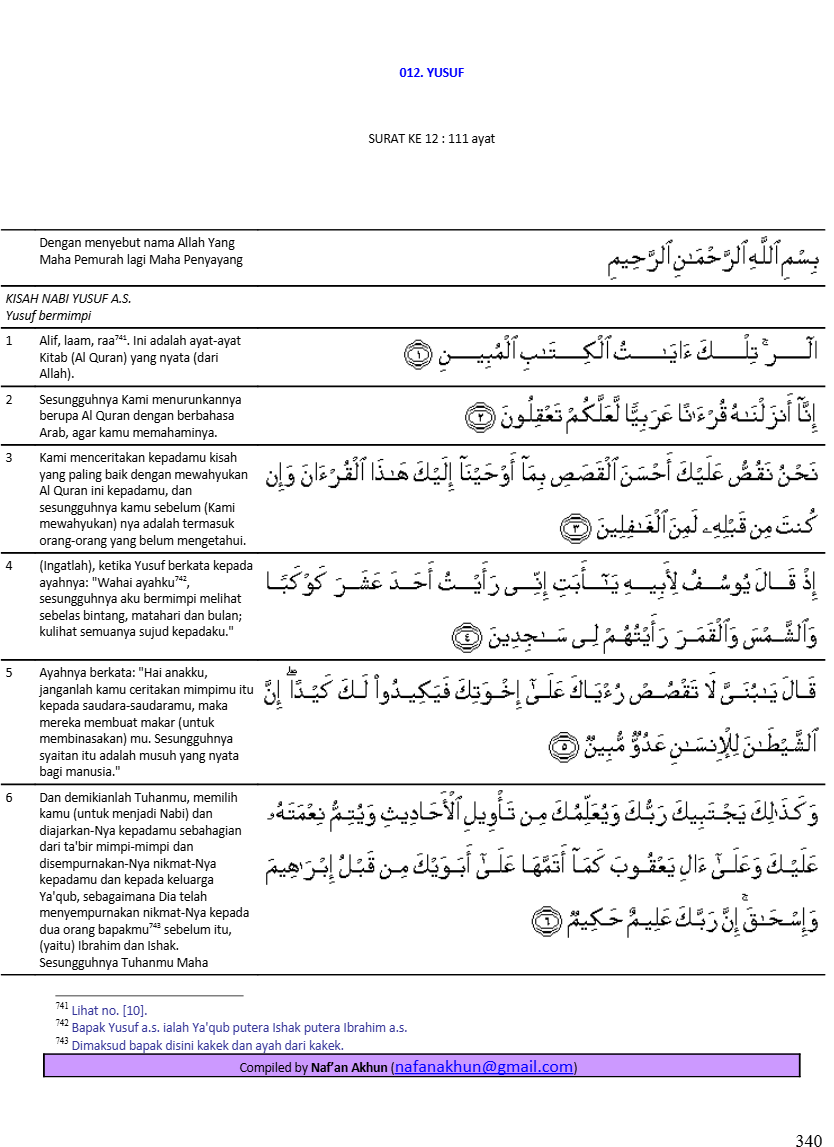 012. YUSUF
SURAT KE 12 : 111 ayat
Dengan menyebut nama Allah Yang
Maha Pemurah lagi Maha Penyayang
بِسْمِ ٱللَّهِ ٱلرَّحْمَـٰنِ ٱلرَّحِيمِ
KISAH NABI YUSUF A.S.
Yusuf bermimpi
1 Alif, laam, raa⁷⁴¹. Ini adalah ayat-ayat
Kitab (Al Quran) yang nyata (dari
Allah).
الٓر ۚ تِلْكَ ءَايَـٰتُ ٱلْكِتَـٰبِ ٱلْمُبِينِ ١
2 Sesungguhnya Kami menurunkannya
berupa Al Quran dengan berbahasa
Arab, agar kamu memahaminya.
إِنَّآ أَنزَلْنَـٰهُ قُرْءَٰنًا عَرَبِيًّا لَّعَلَّكُمْ تَعْقِلُونَ ٢
3 Kami menceritakan kepadamu kisah
yang paling baik dengan mewahyukan
Al Quran ini kepadamu, dan
sesungguhnya kamu sebelum (Kami
mewahyukan) nya adalah termasuk
orang-orang yang belum mengetahui.
نَحْنُ نَقُصُّ عَلَيْكَ أَحْسَنَ ٱلْقَصَصِ بِمَآ أَوْحَيْنَآ إِلَيْكَ هَـٰذَا ٱلْقُرْءَانَ وَإِن
كُنتَ مِن قَبْلِهِۦ لَمِنَ ٱلْغَـٰفِلِينَ ٣
4 (Ingatlah), ketika Yusuf berkata kepada
ayahnya: "Wahai ayahku⁷⁴²,
sesungguhnya aku bermimpi melihat
sebelas bintang, matahari dan bulan;
kulihat semuanya sujud kepadaku."
إِذْ قَالَ يُوسُفُ لِأَبِيهِ يَـٰٓأَبَتِ إِنِّى رَأَيْتُ أَحَدَ عَشَرَ كَوْكَبًا
وَٱلشَّمْسَ وَٱلْقَمَرَ رَأَيْتُهُمْ لِى سَـٰجِدِينَ ٤
5 Ayahnya berkata: "Hai anakku,
janganlah kamu ceritakan mimpimu itu
kepada saudara-saudaramu, maka
mereka membuat makar (untuk
membinasakan) mu. Sesungguhnya
syaitan itu adalah musuh yang nyata
bagi manusia."
قَالَ يَـٰبُنَىَّ لَا تَقْصُصْ رُءْيَاكَ عَلَىٰٓ إِخْوَتِكَ فَيَكِيدُوا۟ لَكَ كَيْدًا ۖ إِنَّ
ٱلشَّيْطَـٰنَ لِلْإِنسَـٰنِ عَدُوٌّ مُّبِينٌ ٥
6 Dan demikianlah Tuhanmu, memilih
kamu (untuk menjadi Nabi) dan
diajarkan-Nya kepadamu sebahagian
dari ta'bir mimpi-mimpi dan
disempurnakan-Nya nikmat-Nya
kepadamu dan kepada keluarga
Ya'qub, sebagaimana Dia telah
menyempurnakan nikmat-Nya kepada
dua orang bapakmu⁷⁴³ sebelum itu,
(yaitu) Ibrahim dan Ishak.
Sesungguhnya Tuhanmu Maha
وَكَذَٰلِكَ يَجْتَبِيكَ رَبُّكَ وَيُعَلِّمُكَ مِن تَأْوِيلِ ٱلْأَحَادِيثِ وَيُتِمُّ نِعْمَتَهُۥ
عَلَيْكَ وَعَلَىٰٓ ءَالِ يَعْقُوبَ كَمَآ أَتَمَّهَا عَلَىٰٓ أَبَوَيْكَ مِن قَبْلُ إِبْرَٰهِيمَ
وَإِسْحَـٰقَ ۚ إِنَّ رَبَّكَ عَلِيمٌ حَكِيمٌ ٦
741 Lihat no. [10].
742 Bapak Yusuf a.s. ialah Ya'qub putera Ishak putera Ibrahim a.s.
743 Dimaksud bapak disini kakek dan ayah dari kakek.
Compiled by Naf’an Akhun (nafanakhun@gmail.com)
340